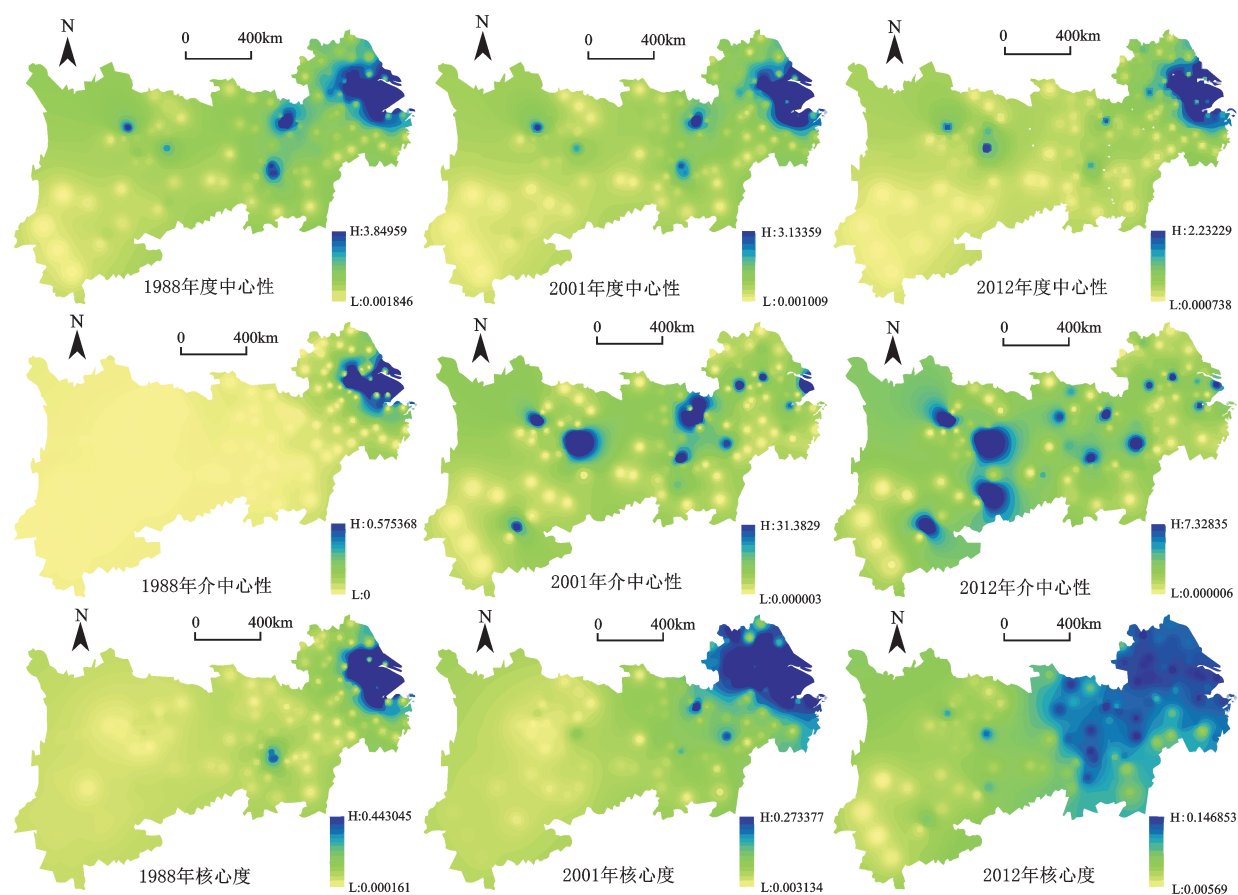 N
0 400km
H:3.84959
L:0.001846
1988年度中心性
N
0 400km
H:3.13359
L:0.001009
2001年度中心性
N
0 400km
H:2.23229
L:0.000738
2012年度中心性
N
0 400km
H:0.575368
L:0
1988年介中心性
N
0 400km
H:31.3829
L:0.000003
2001年介中心性
N
0 400km
H:7.32835
L:0.000006
2012年介中心性
N
0 400km
H:0.443045
L:0.000161
1988年核心度
N
0 400km
H:0.273377
L:0.003134
2001年核心度
N
0 400km
H:0.146853
L:0.00569
2012年核心度